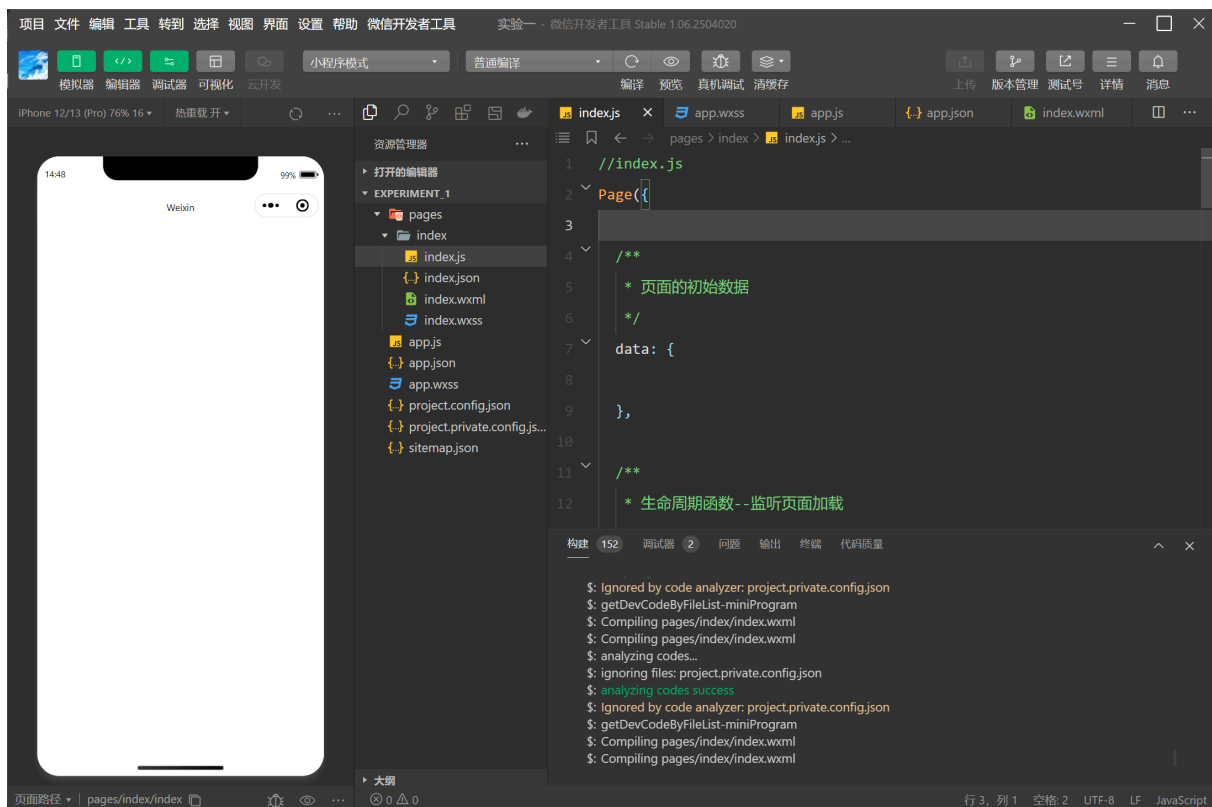 项目 文件 编辑 工具 转到 选择 视图 界面 设置 帮助 微信开发者工具 实验一 - 微信开发者工具 Stable 1.06.2504020
小程序模式 普通编译
模拟器 编辑器 调试器 可视化 云开发 编译 预览 真机调试 清缓存 上传 版本管理 测试号 详情 消息
iPhone 12/13 (Pro) 76% 16 热重载 开
14:48 99%
Weixin
资源管理器
打开的编辑器
EXPERIMENT_1
pages
index
index.js
index.json
index.wxml
index.wxss
app.js
app.json
app.wxss
project.config.json
project.private.config.js...
sitemap.json
大纲
index.js app.wxss app.js app.json index.wxml
pages > index > index.js > ...
1 //index.js
2 Page({
3
4 /**
5 * 页面的初始数据
6 */
7 data: {
8
9 },
10
11 /**
12 * 生命周期函数--监听页面加载
构建 152 调试器 2 问题 输出 终端 代码质量
$: Ignored by code analyzer: project.private.config.json
$: getDevCodeByFileList-miniProgram
$: Compiling pages/index/index.wxml
$: Compiling pages/index/index.wxml
$: analyzing codes...
$: ignoring files: project.private.config.json
$: analyzing codes success
$: Ignored by code analyzer: project.private.config.json
$: getDevCodeByFileList-miniProgram
$: Compiling pages/index/index.wxml
$: Compiling pages/index/index.wxml
页面路径 pages/index/index 0 0 行 3，列 1 空格: 2 UTF-8 LF JavaScript